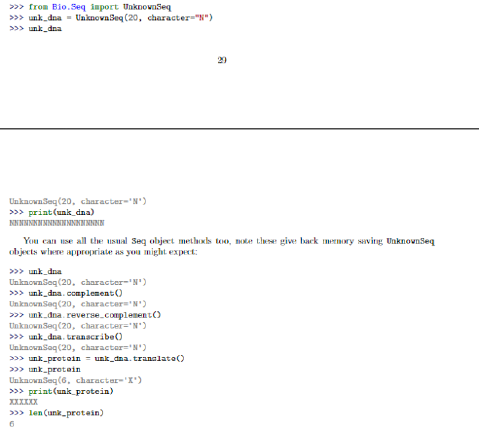 >>> from Bio.Seq import UnknownSeq
>>> unk_dna = UnknownSeq(20, character="N")
>>> unk_dna
29
UnknownSeq(20, character='N')
>>> print(unk_dna)
NNNNNNNNNNNNNNNNNNNN
You can use all the usual Seq object methods too, note these give back memory saving UnknownSeq
objects where appropriate as you might expect:
>>> unk_dna
UnknownSeq(20, character='N')
>>> unk_dna.complement()
UnknownSeq(20, character='N')
>>> unk_dna.reverse_complement()
UnknownSeq(20, character='N')
>>> unk_dna.transcribe()
UnknownSeq(20, character='N')
>>> unk_protein = unk_dna.translate()
>>> unk_protein
UnknownSeq(6, character='X')
>>> print(unk_protein)
XXXXXX
>>> len(unk_protein)
6